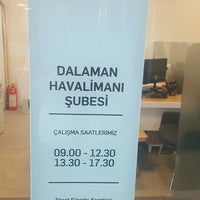 DALAMAN
HAVALİMANI
ŞUBESİ
ÇALIŞMA SAATLERİMİZ
09.00 - 12.30
13.30 - 17.30